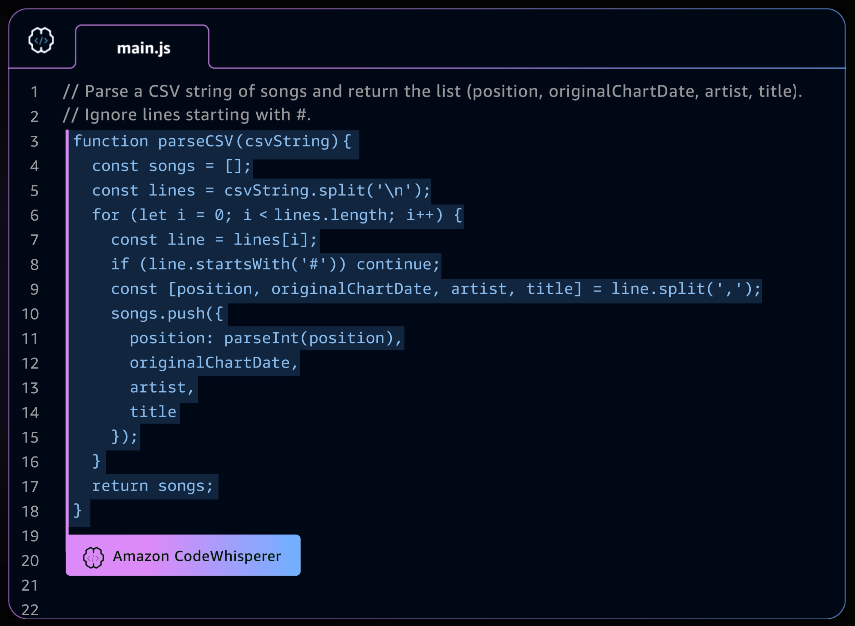 main.js
1 // Parse a CSV string of songs and return the list (position, originalChartDate, artist, title).
2 // Ignore lines starting with #.
3 function parseCSV(csvString){
4 const songs = [];
5 const lines = csvString.split('\n');
6 for (let i = 0; i < lines.length; i++) {
7 const line = lines[i];
8 if (line.startsWith('#')) continue;
9 const [position, originalChartDate, artist, title] = line.split(',');
10 songs.push({
11 position: parseInt(position),
12 originalChartDate,
13 artist,
14 title
15 });
16 }
17 return songs;
18 }
19
20 Amazon CodeWhisperer
21
22